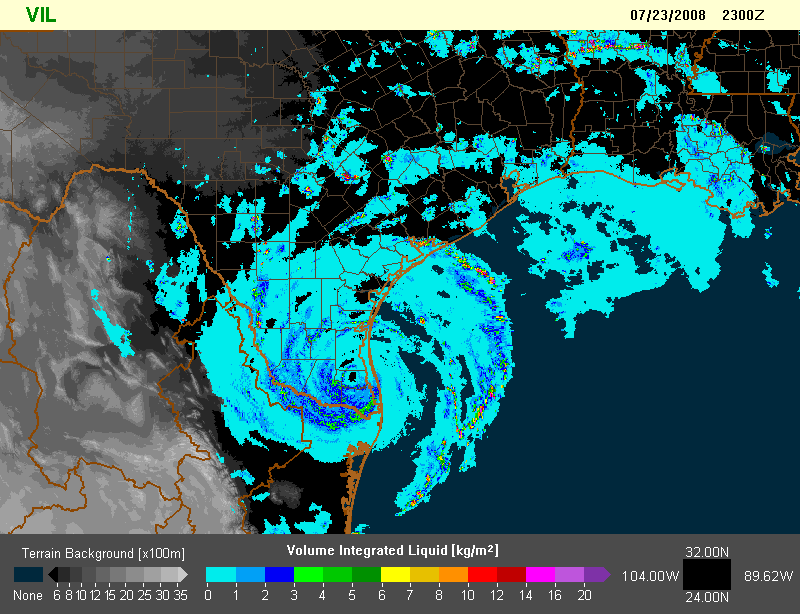 VIL
07/23/2008 2300Z
Terrain Background [x100m]
None 6 8 10 12 15 20 25 30 35
Volume Integrated Liquid [kg/m²]
0 1 2 3 4 5 6 7 8 9 10 12 14 16 20
32.00N
104.00W 89.62W
24.00N